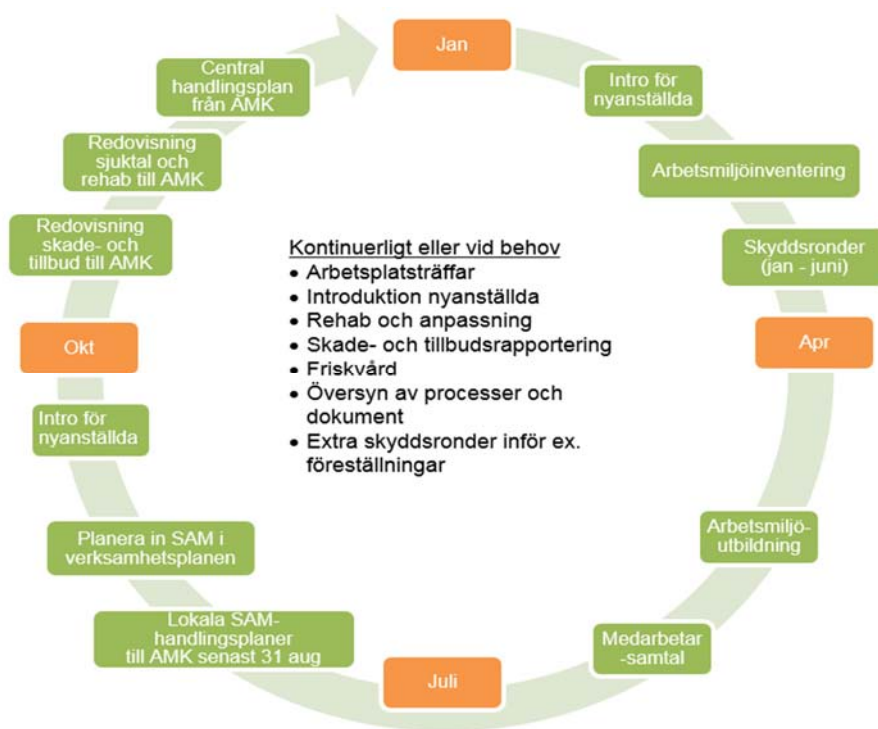 Jan
Intro för
nyanställda
Arbetsmiljöinventering
Skyddsronder
(jan - juni)
Apr
Arbetsmiljö-
utbildning
Medarbetar
-samtal
Juli
Lokala SAM-
handlingsplaner
till AMK senast 31 aug
Planera in SAM i
verksamhetsplanen
Intro för
nyanställda
Okt
Redovisning
skade- och
tillbud till AMK
Redovisning
sjuktal och
rehab till AMK
Central
handlingsplan
från AMK
Kontinuerligt eller vid behov
• Arbetsplatsträffar
• Introduktion nyanställda
• Rehab och anpassning
• Skade- och tillbudsrapportering
• Friskvård
• Översyn av processer och
dokument
• Extra skyddsronder inför ex.
föreställningar